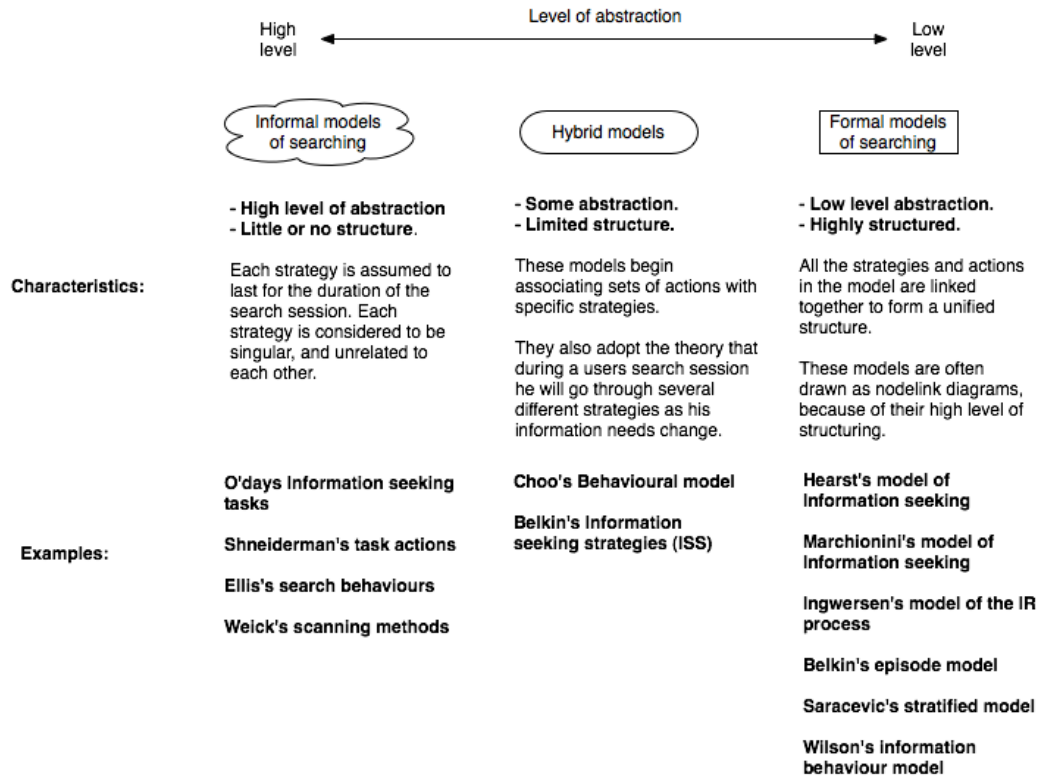 Level of abstraction
High
level
Low
level
Informal models
of searching
Hybrid models
Formal models
of searching
Characteristics:
- High level of abstraction
- Little or no structure.
Each strategy is assumed to
last for the duration of the
search session. Each
strategy is considered to be
singular, and unrelated to
each other.
- Some abstraction.
- Limited structure.
These models begin
associating sets of actions with
specific strategies.
They also adopt the theory that
during a users search session
he will go through several
different strategies as his
information needs change.
- Low level abstraction.
- Highly structured.
All the strategies and actions
in the model are linked
together to form a unified
structure.
These models are often
drawn as nodelink diagrams,
because of their high level of
structuring.
Examples:
O'days Information seeking
tasks
Shneiderman's task actions
Ellis's search behaviours
Weick's scanning methods
Choo's Behavioural model
Belkin's Information
seeking strategies (ISS)
Hearst's model of
Information seeking
Marchionini's model of
Information seeking
Ingwersen's model of the IR
process
Belkin's episode model
Saracevic's stratified model
Wilson's information
behaviour model